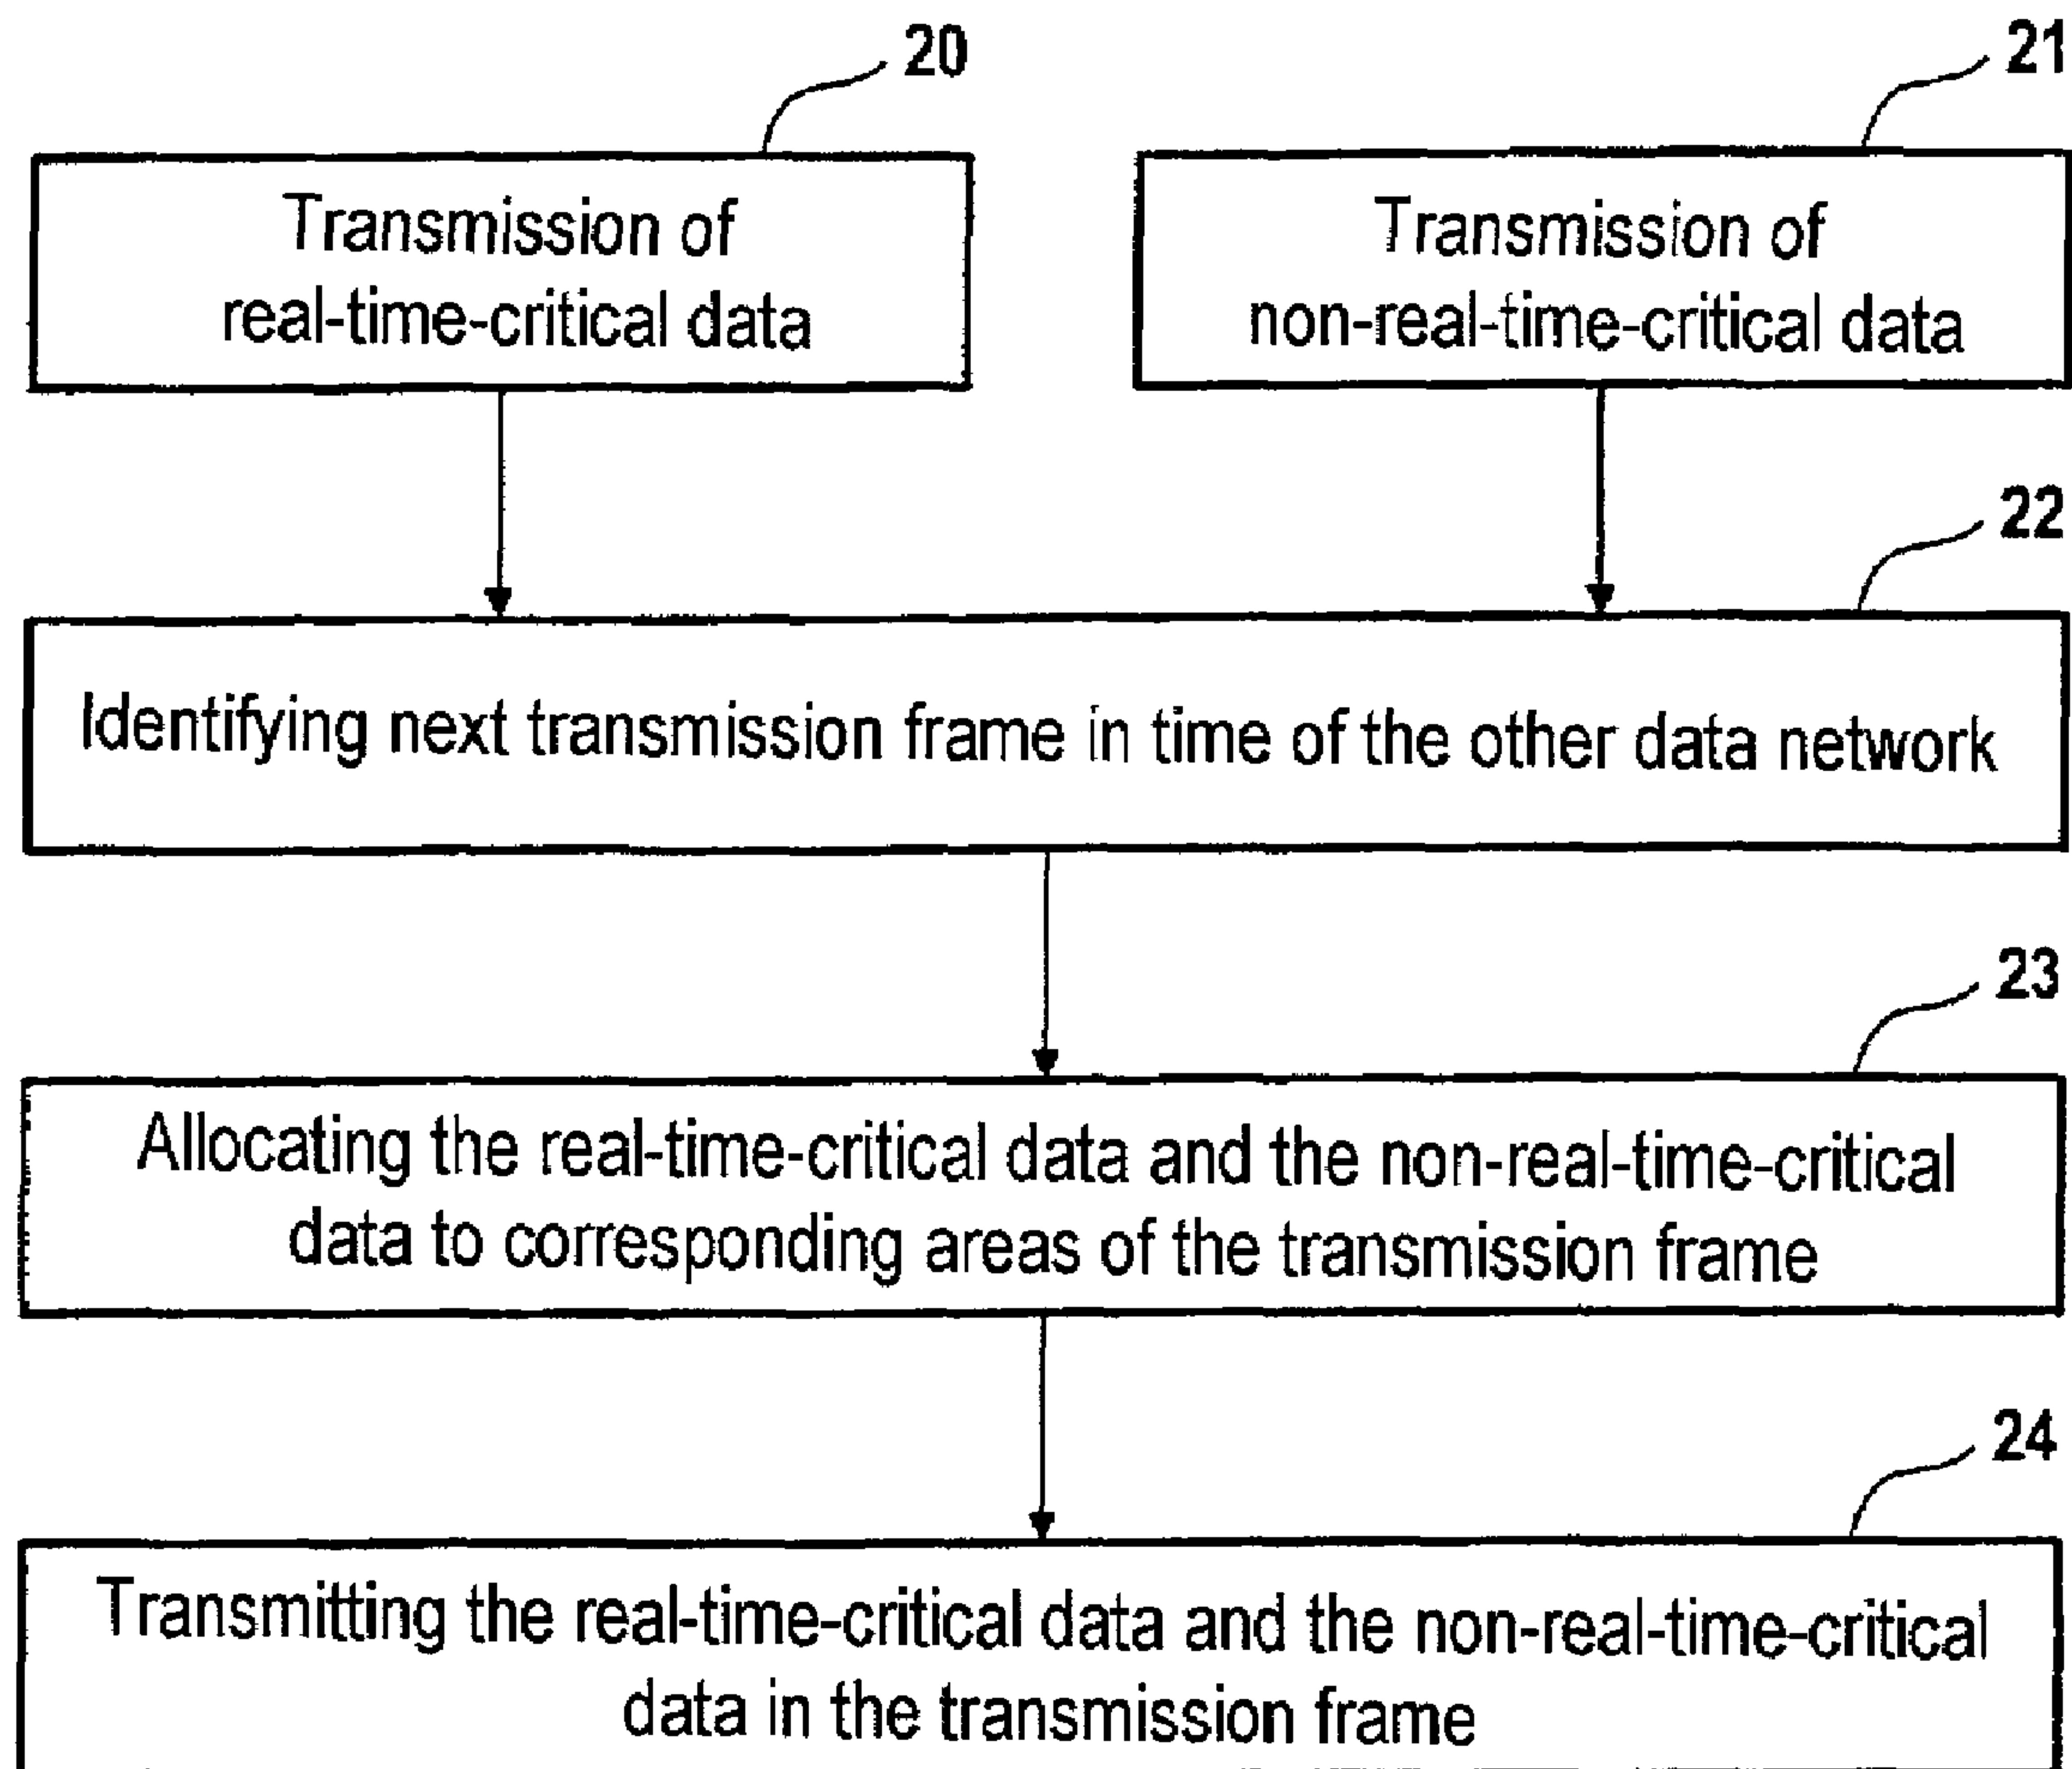 20
21
Transmission of
real-time-critical data
Transmission of
non-real-time-critical data
22
Identifying next transmission frame in time of the other data network
23
Allocating the real-time-critical data and the non-real-time-critical
data to corresponding areas of the transmission frame
24
Transmitting the real-time-critical data and the non-real-time-critical
data in the transmission frame